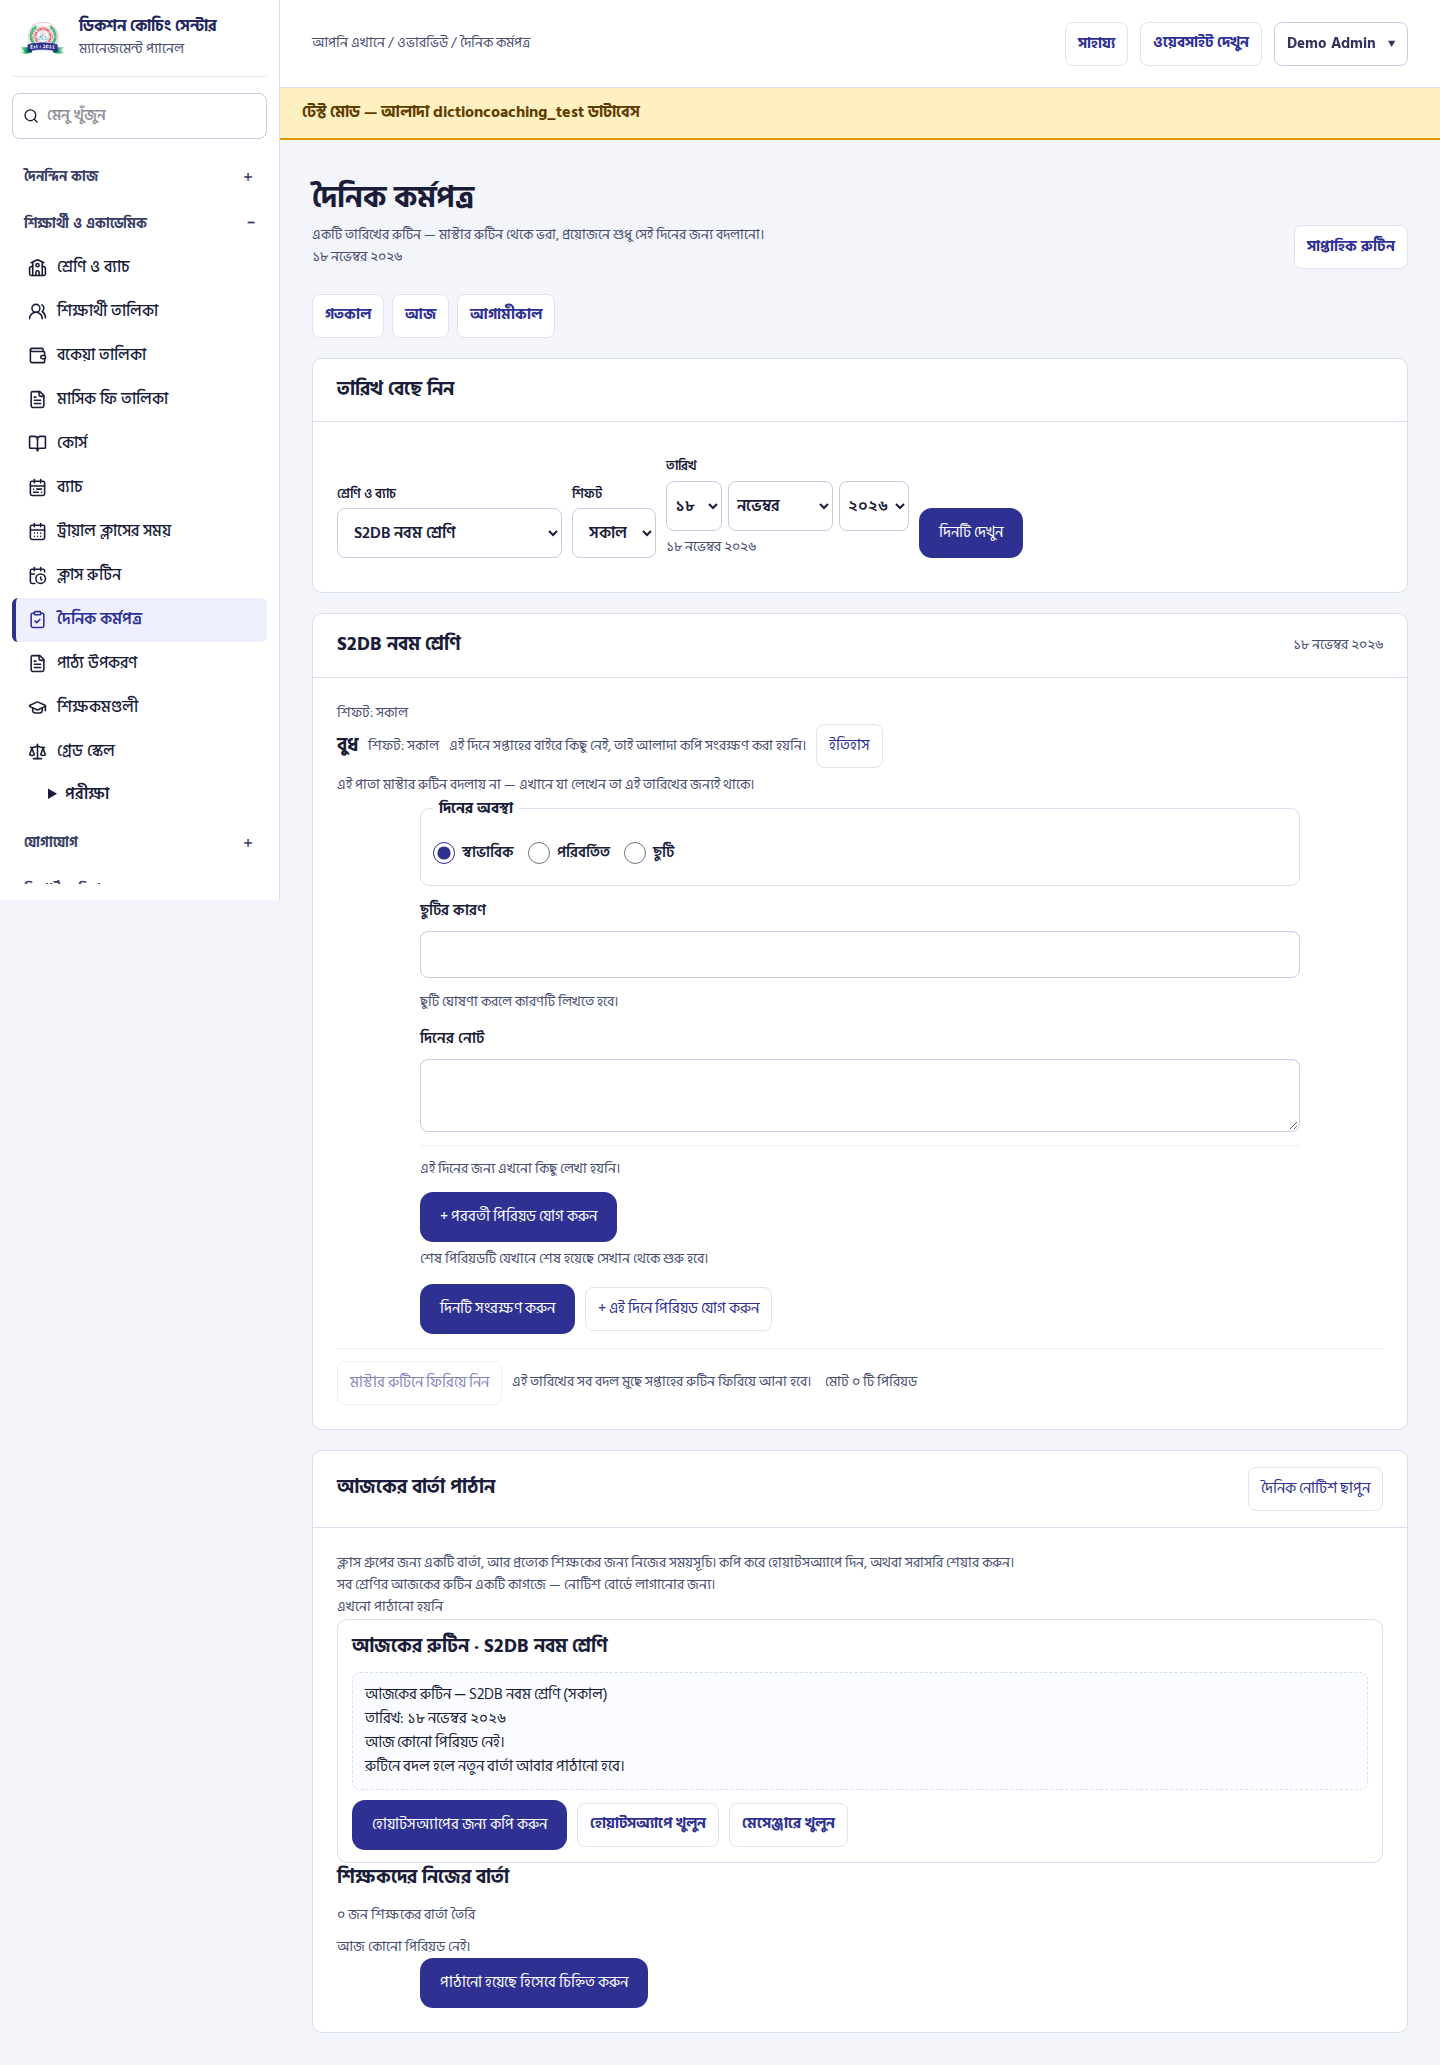 ডিকশন কোচিং সেন্টার
ম্যানেজমেন্ট প্যানেল
Est : 2011
মেনু খুঁজুন
দৈনন্দিন কাজ +
শিক্ষার্থী ও একাডেমিক −
শ্রেণি ও ব্যাচ
শিক্ষার্থী তালিকা
বকেয়া তালিকা
মাসিক ফি তালিকা
কোর্স
ব্যাচ
ট্রায়াল ক্লাসের সময়
ক্লাস রুটিন
দৈনিক কর্মপত্র
পাঠ্য উপকরণ
শিক্ষকমণ্ডলী
গ্রেড স্কেল
▶ পরীক্ষা
যোগাযোগ +
আপনি এখানে / ওভারভিউ / দৈনিক কর্মপত্র
সাহায্য
ওয়েবসাইট দেখুন
Demo Admin ▾
টেস্ট মোড — আলাদা dictioncoaching_test ডাটাবেস
দৈনিক কর্মপত্র
একটি তারিখের রুটিন — মাস্টার রুটিন থেকে ভরা, প্রয়োজনে শুধু সেই দিনের জন্য বদলানো।
১৮ নভেম্বর ২০২৬
সাপ্তাহিক রুটিন
গতকাল আজ আগামীকাল
তারিখ বেছে নিন
শ্রেণি ও ব্যাচ শিফট তারিখ
S2DB নবম শ্রেণি সকাল ১৮ নভেম্বর ২০২৬ দিনটি দেখুন
১৮ নভেম্বর ২০২৬
S2DB নবম শ্রেণি ১৮ নভেম্বর ২০২৬
শিফট: সকাল
বুধ শিফট: সকাল এই দিনে সপ্তাহের বাইরে কিছু নেই, তাই আলাদা কপি সংরক্ষণ করা হয়নি। ইতিহাস
এই পাতা মাস্টার রুটিন বদলায় না — এখানে যা লেখেন তা এই তারিখের জন্যই থাকে।
দিনের অবস্থা
স্বাভাবিক পরিবর্তিত ছুটি
ছুটির কারণ
ছুটি ঘোষণা করলে কারণটি লিখতে হবে।
দিনের নোট
এই দিনের জন্য এখনো কিছু লেখা হয়নি।
+ পরবর্তী পিরিয়ড যোগ করুন
শেষ পিরিয়ডটি যেখানে শেষ হয়েছে সেখান থেকে শুরু হবে।
দিনটি সংরক্ষণ করুন + এই দিনে পিরিয়ড যোগ করুন
মাস্টার রুটিনে ফিরিয়ে নিন এই তারিখের সব বদল মুছে সপ্তাহের রুটিন ফিরিয়ে আনা হবে। মোট ০ টি পিরিয়ড
আজকের বার্তা পাঠান দৈনিক নোটিশ ছাপুন
ক্লাস গ্রুপের জন্য একটি বার্তা, আর প্রত্যেক শিক্ষকের জন্য নিজের সময়সূচি। কপি করে হোয়াটসঅ্যাপে দিন, অথবা সরাসরি শেয়ার করুন।
সব শ্রেণির আজকের রুটিন একটি কাগজে — নোটিশ বোর্ডে লাগানোর জন্য।
এখনো পাঠানো হয়নি
আজকের রুটিন · S2DB নবম শ্রেণি
আজকের রুটিন — S2DB নবম শ্রেণি (সকাল)
তারিখ: ১৮ নভেম্বর ২০২৬
আজ কোনো পিরিয়ড নেই।
রুটিনে বদল হলে নতুন বার্তা আবার পাঠানো হবে।
হোয়াটসঅ্যাপের জন্য কপি করুন হোয়াটসঅ্যাপে খুলুন মেসেঞ্জারে খুলুন
শিক্ষকদের নিজের বার্তা
০ জন শিক্ষকের বার্তা তৈরি
আজ কোনো পিরিয়ড নেই।
পাঠানো হয়েছে হিসেবে চিহ্নিত করুন